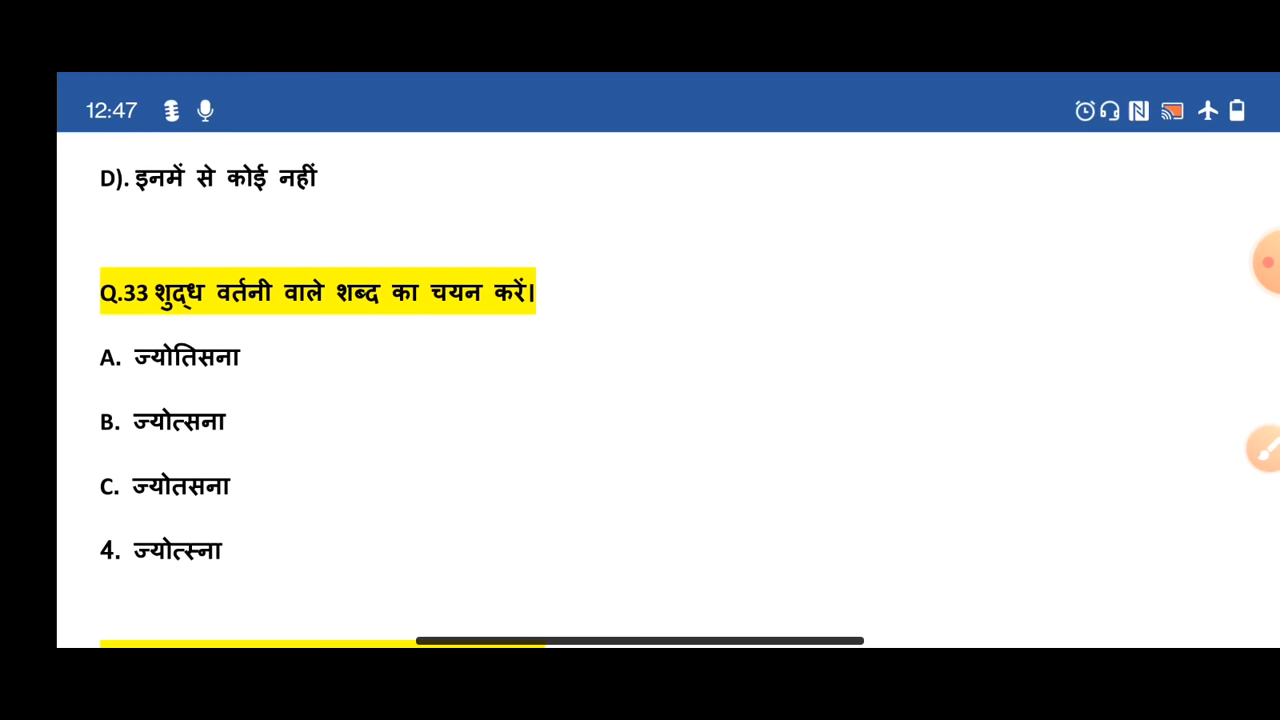 12:47
D). इनमें से कोई नहीं
Q.33 शुद्ध वर्तनी वाले शब्द का चयन करें।
A. ज्योतिसना
B. ज्योत्सना
C. ज्योतसना
4. ज्योत्स्ना